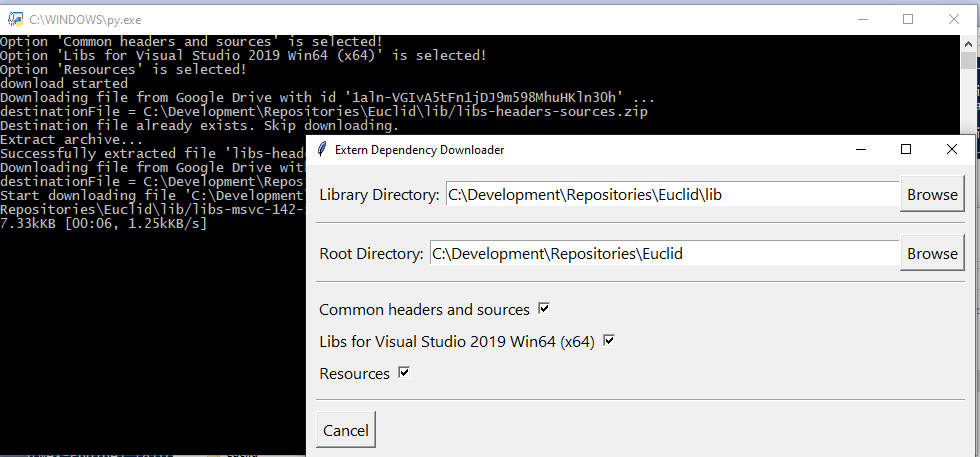 C:\WINDOWS\py.exe
Option 'Common headers and sources' is selected!
Option 'Libs for Visual Studio 2019 Win64 (x64)' is selected!
Option 'Resources' is selected!
download started
Downloading file from Google Drive with id '1aln-VGIvA5tFn1jDJ9m598MhuHKln3Oh' ...
destinationFile = C:\Development\Repositories\Euclid\lib/libs-headers-sources.zip
Destination file already exists. Skip downloading.
Extract archive...
Successfully extracted file 'libs-head
Downloading file from Google Drive with
destinationFile = C:\Development\Repos
Start downloading file 'C:\Development
Repositories\Euclid\lib/libs-msvc-142-
7.33kKB [00:06, 1.25kKB/s]
Extern Dependency Downloader
Library Directory: C:\Development\Repositories\Euclid\lib Browse
Root Directory: C:\Development\Repositories\Euclid Browse
Common headers and sources
Libs for Visual Studio 2019 Win64 (x64)
Resources
Cancel